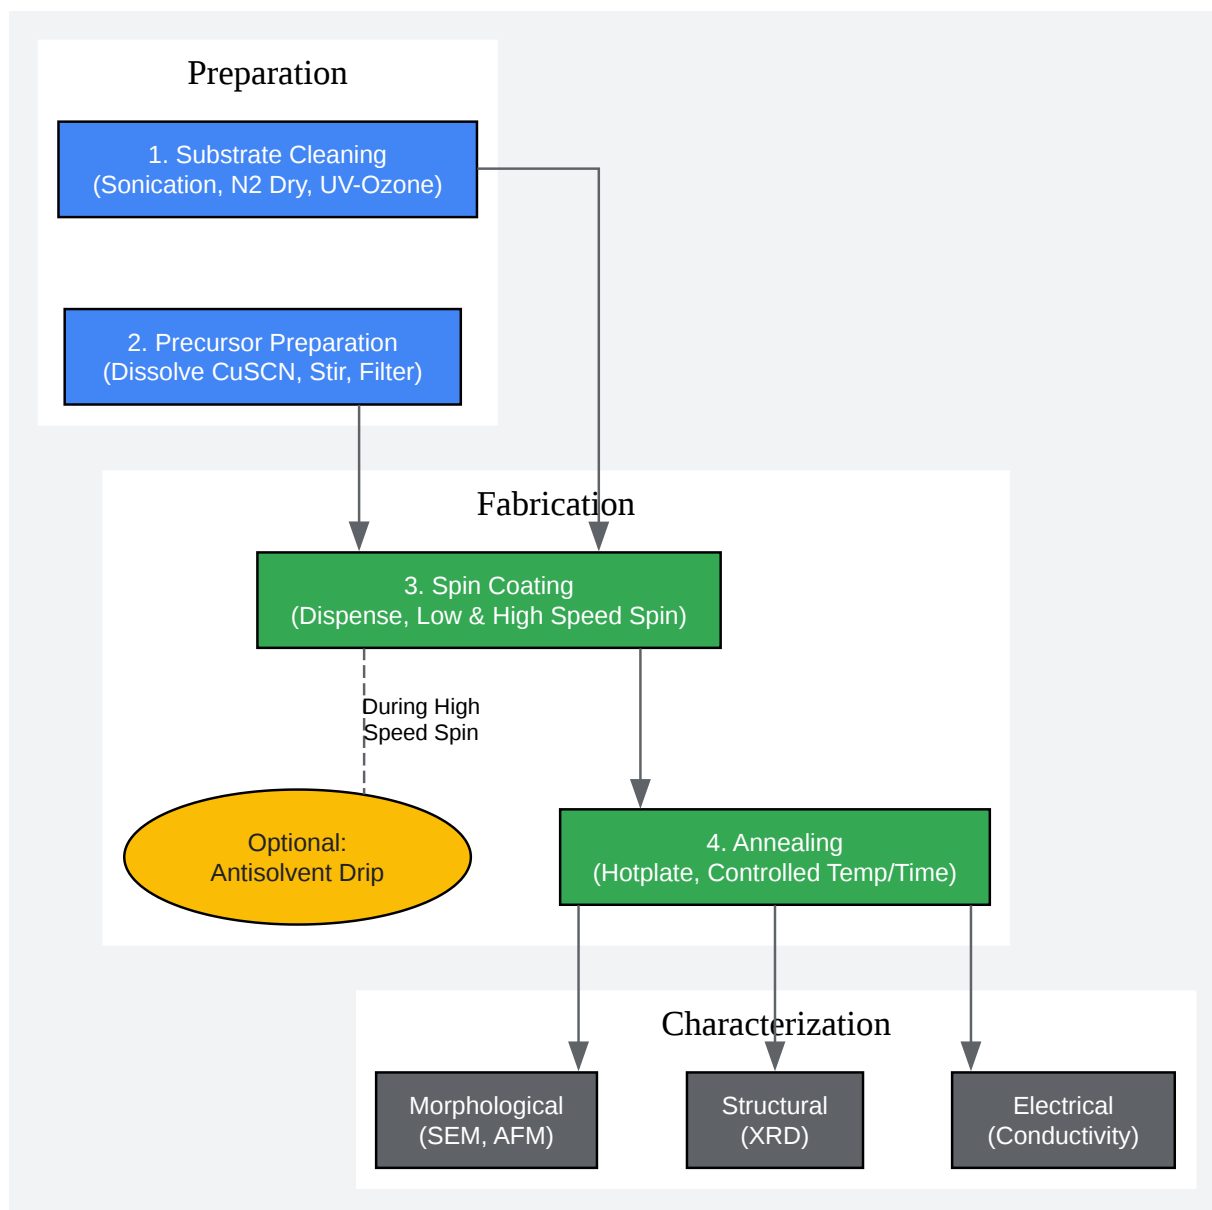 Preparation
1. Substrate Cleaning
(Sonication, N2 Dry, UV-Ozone)
2. Precursor Preparation
(Dissolve CuSCN, Stir, Filter)
Fabrication
3. Spin Coating
(Dispense, Low & High Speed Spin)
During High
Speed Spin
Optional:
Antisolvent Drip
4. Annealing
(Hotplate, Controlled Temp/Time)
Characterization
Morphological
(SEM, AFM)
Structural
(XRD)
Electrical
(Conductivity)